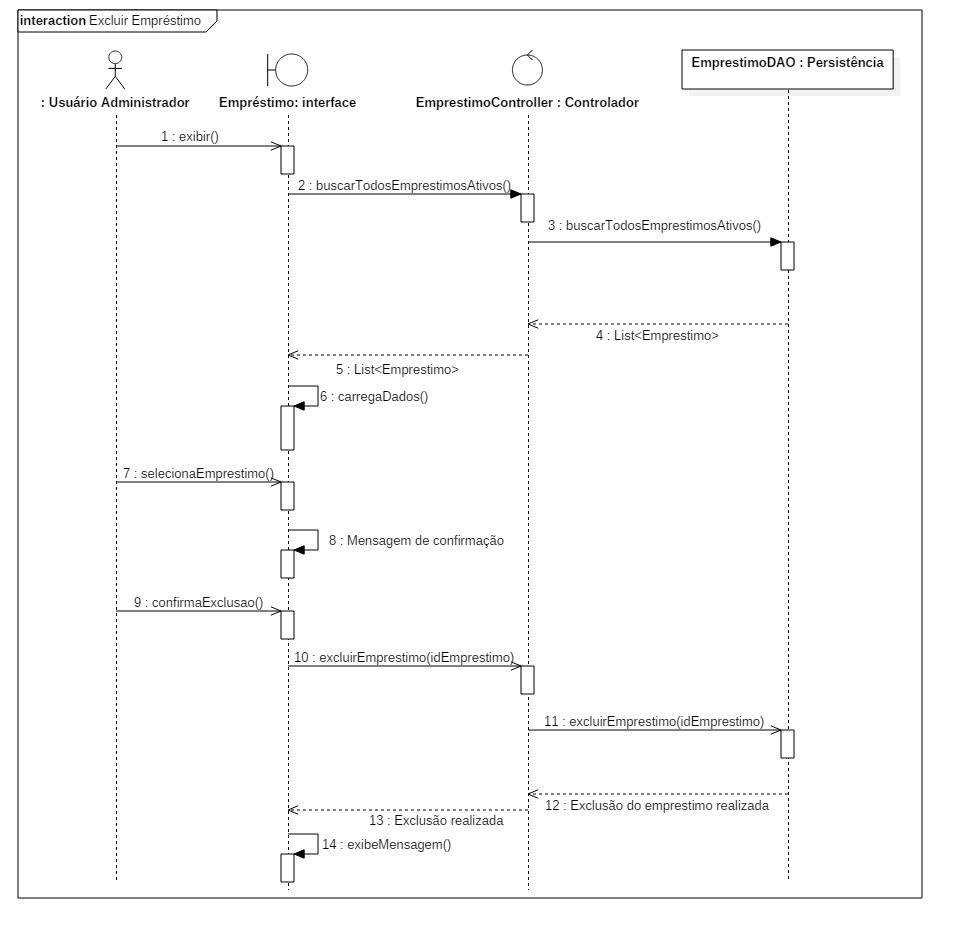 interaction Excluir Empréstimo
: Usuário Administrador
Empréstimo: interface
EmprestimoController : Controlador
EmprestimoDAO : Persistência
1 : exibir()
2 : buscarTodosEmprestimosAtivos()
3 : buscarTodosEmprestimosAtivos()
4 : List<Emprestimo>
5 : List<Emprestimo>
6 : carregaDados()
7 : selecionaEmprestimo()
8 : Mensagem de confirmação
9 : confirmaExclusao()
10 : excluirEmprestimo(idEmprestimo)
11 : excluirEmprestimo(idEmprestimo)
12 : Exclusão do emprestimo realizada
13 : Exclusão realizada
14 : exibeMensagem()